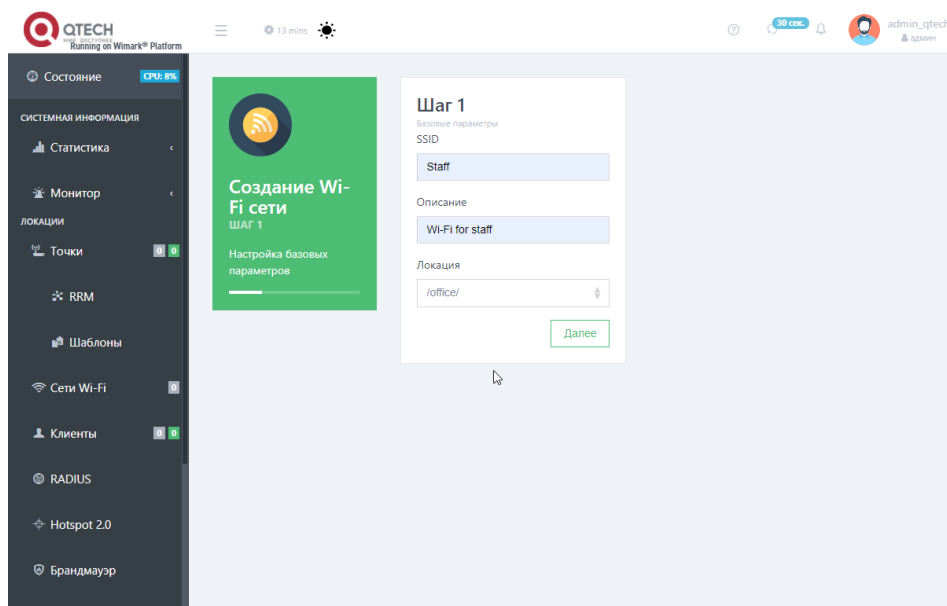 QTECH
МИР ДОСТУПНЕЕ
Running on Wimark® Platform
13 mins
30 сек.
admin_qtech
админ
Состояние
CPU: 8%
СИСТЕМНАЯ ИНФОРМАЦИЯ
Статистика
Монитор
ЛОКАЦИИ
Точки
0 0
RRM
Шаблоны
Сети Wi-Fi
0
Клиенты
0 0
RADIUS
Hotspot 2.0
Брандмауэр
Создание Wi-
Fi сети
ШАГ 1
Настройка базовых
параметров
Шаг 1
Базовые параметры
SSID
Staff
Описание
Wi-Fi for staff
Локация
/office/
Далее